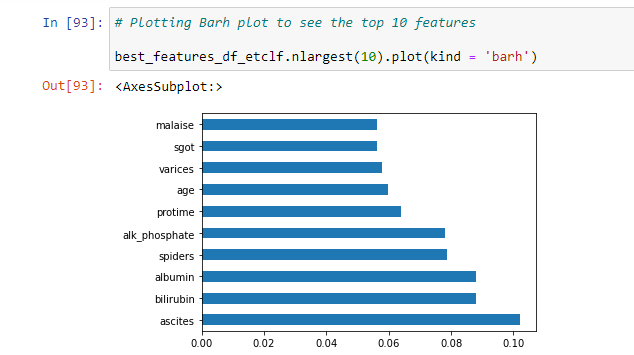 In [93]: # Plotting Barh plot to see the top 10 features
best_features_df_etclf.nlargest(10).plot(kind = 'barh')
Out[93]: <AxesSubplot:>
malaise
sgot
varices
age
protime
alk_phosphate
spiders
albumin
bilirubin
ascites
0.00 0.02 0.04 0.06 0.08 0.10